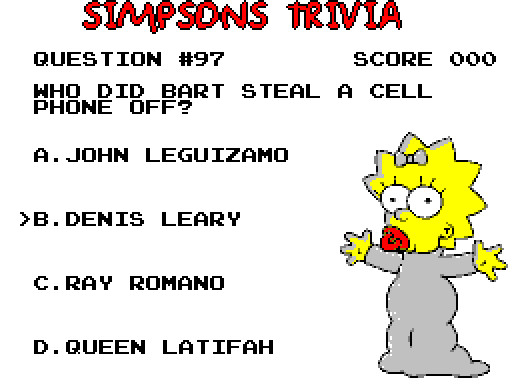 SIMPSONS TRIVIA
QUESTION #97 SCORE 000
WHO DID BART STEAL A CELL
PHONE OFF?
A.JOHN LEGUIZAMO
>B.DENIS LEARY
C.RAY ROMANO
D.QUEEN LATIFAH